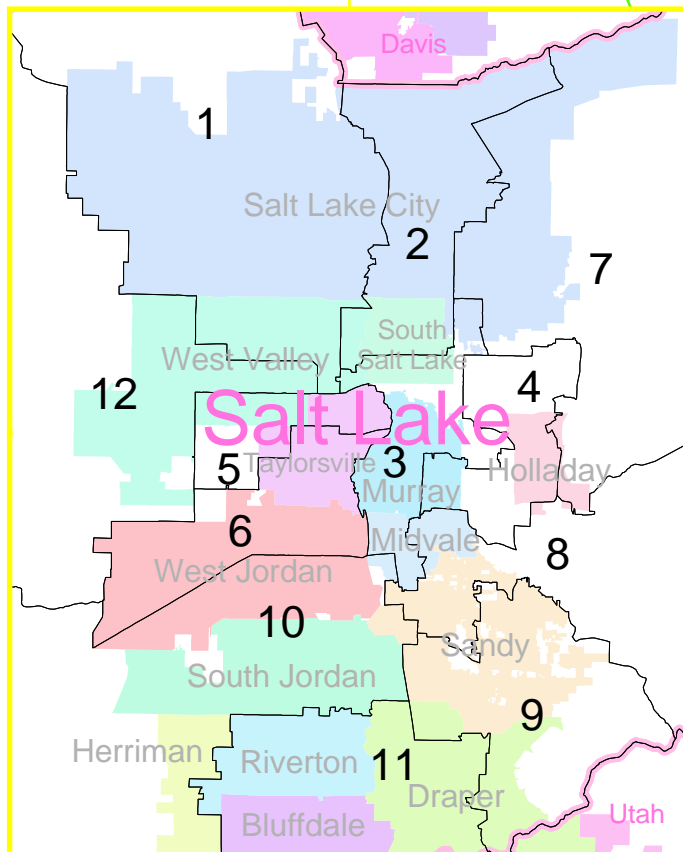 Davis
1
Salt Lake City
2
7
South
Salt Lake
West Valley
12
4
Salt Lake
5
Taylorsville
3
Holladay
Murray
6
Midvale
8
West Jordan
10
Sandy
South Jordan
9
Herriman
Riverton
11
Draper
Utah
Bluffdale